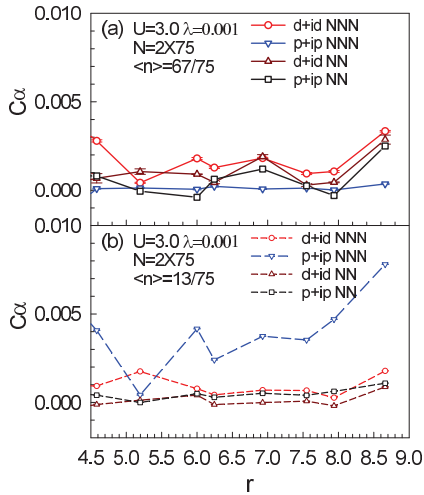 0.010
(a) U=3.0 λ=0.001
N=2X75
<n>=67/75
d+id NNN
p+ip NNN
d+id NN
p+ip NN
Cα
0.005
0.000
0.010
(b) U=3.0 λ=0.001
N=2X75
<n>=13/75
d+id NNN
p+ip NNN
d+id NN
p+ip NN
Cα
0.005
0.000
4.5 5.0 5.5 6.0 6.5 7.0 7.5 8.0 8.5 9.0
r